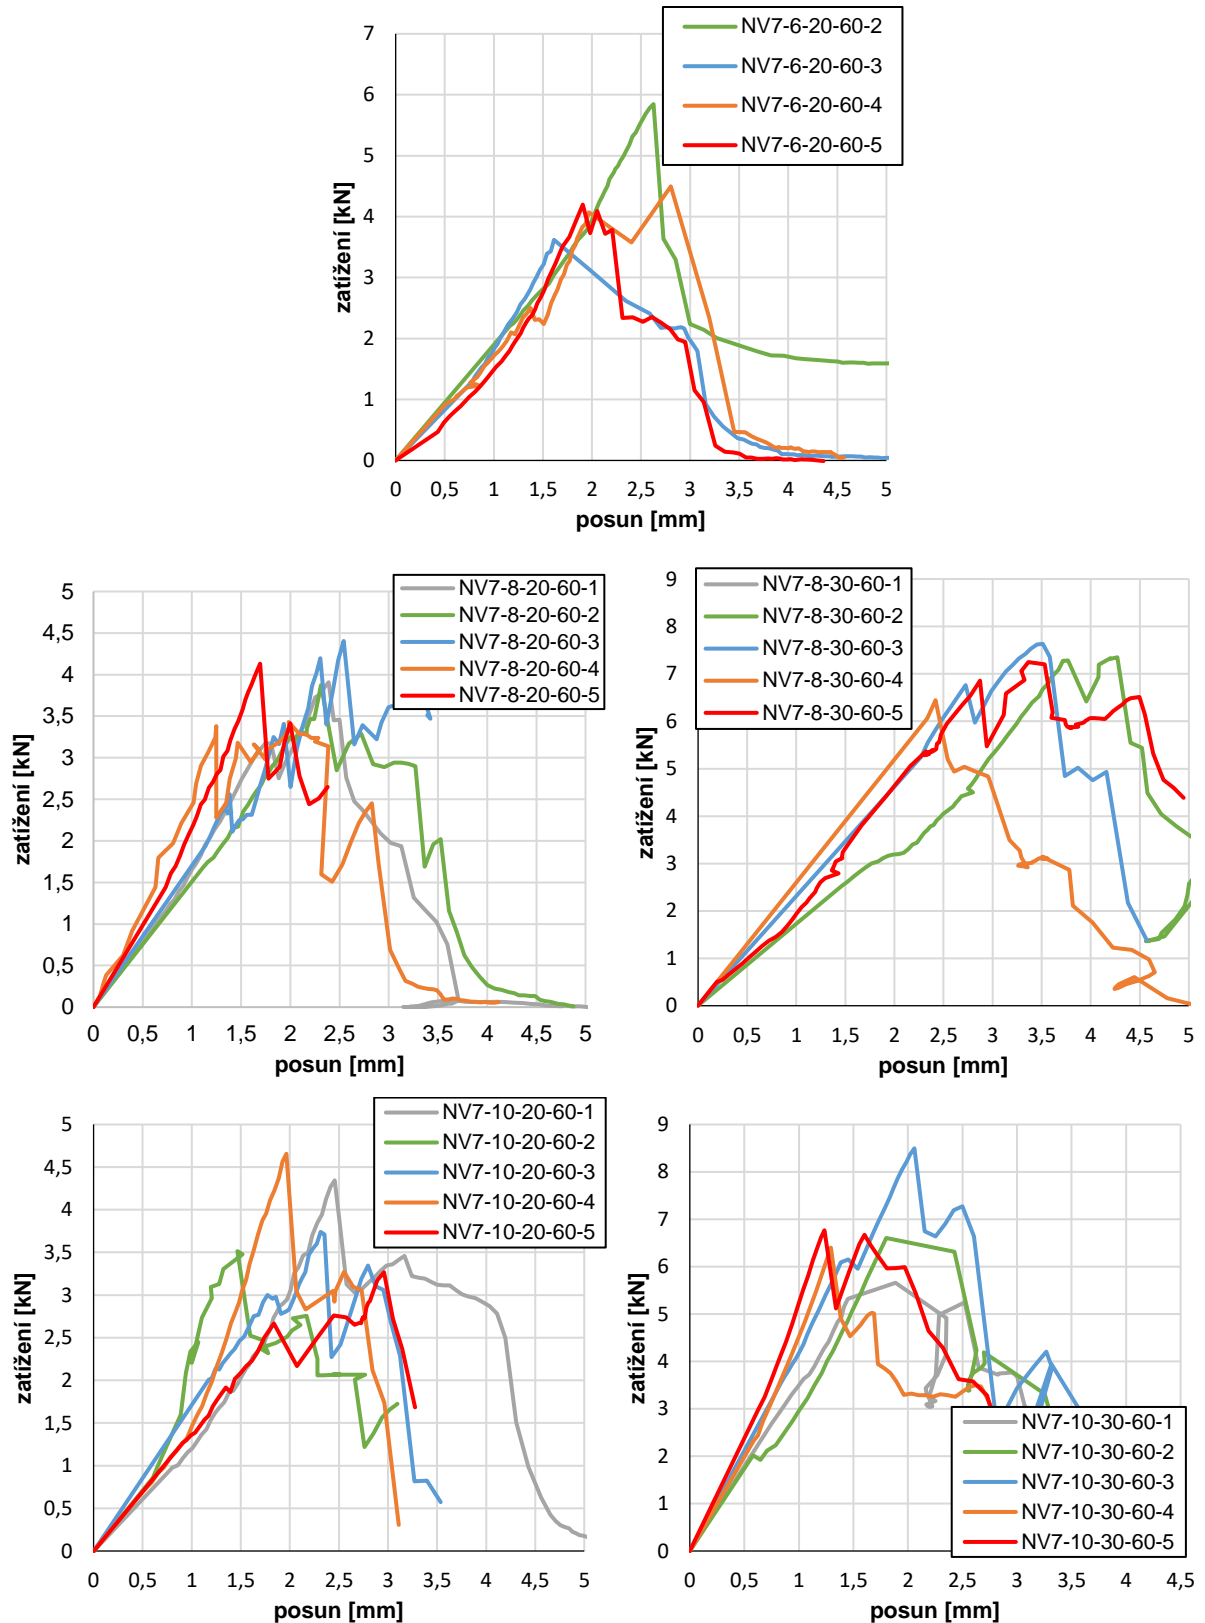 NV7-6-20-60-2
NV7-6-20-60-3
NV7-6-20-60-4
NV7-6-20-60-5
7
6
5
4
3
2
1
0
zatížení [kN]
0 0,5 1 1,5 2 2,5 3 3,5 4 4,5 5
posun [mm]
NV7-8-20-60-1
NV7-8-20-60-2
NV7-8-20-60-3
NV7-8-20-60-4
NV7-8-20-60-5
5
4,5
4
3,5
3
2,5
2
1,5
1
0,5
0
zatížení [kN]
0 0,5 1 1,5 2 2,5 3 3,5 4 4,5 5
posun [mm]
NV7-8-30-60-1
NV7-8-30-60-2
NV7-8-30-60-3
NV7-8-30-60-4
NV7-8-30-60-5
9
8
7
6
5
4
3
2
1
0
zatížení [kN]
0 0,5 1 1,5 2 2,5 3 3,5 4 4,5 5
posun [mm]
NV7-10-20-60-1
NV7-10-20-60-2
NV7-10-20-60-3
NV7-10-20-60-4
NV7-10-20-60-5
5
4,5
4
3,5
3
2,5
2
1,5
1
0,5
0
zatížení [kN]
0 0,5 1 1,5 2 2,5 3 3,5 4 4,5 5
posun [mm]
9
8
7
6
5
4
3
2
1
0
zatížení [kN]
NV7-10-30-60-1
NV7-10-30-60-2
NV7-10-30-60-3
NV7-10-30-60-4
NV7-10-30-60-5
0 0,5 1 1,5 2 2,5 3 3,5 4 4,5
posun [mm]